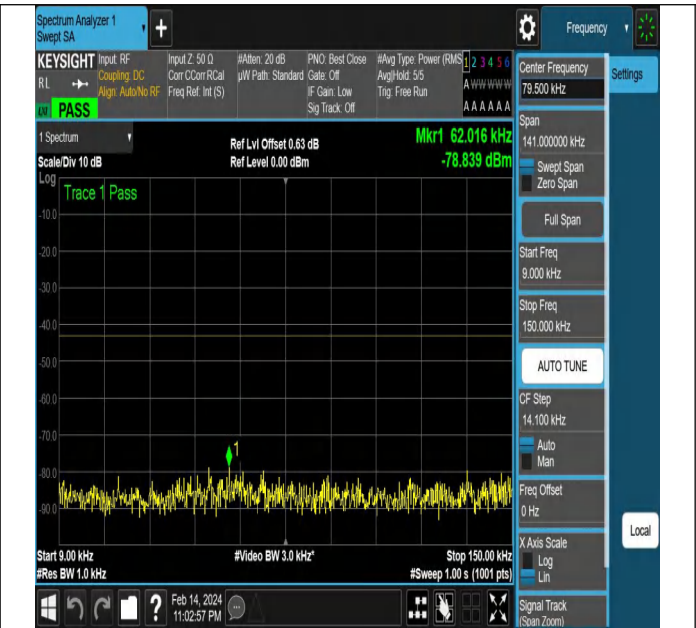 Spectrum Analyzer 1
Swept SA
+
Frequency
KEYSIGHT
RL
LXI
PASS
Input: RF
Coupling: DC
Align: Auto/No RF
Input Z: 50 Ω
Corr CCorr RCal
Freq Ref: Int (S)
#Atten: 20 dB
µW Path: Standard
PNO: Best Close
Gate: Off
IF Gain: Low
Sig Track: Off
#Avg Type: Power (RMS
Avg|Hold: 5/5
Trig: Free Run
1 2 3 4 5 6
A W W W W W
A A A A A A
1 Spectrum
Scale/Div 10 dB
Ref Lvl Offset 0.63 dB
Ref Level 0.00 dBm
Mkr1 62.016 kHz
-78.839 dBm
Log
Trace 1 Pass
-10.0
-20.0
-30.0
-40.0
-50.0
-60.0
-70.0
-80.0
-90.0
1
Start 9.00 kHz
#Res BW 1.0 kHz
#Video BW 3.0 kHz*
Stop 150.00 kHz
#Sweep 1.00 s (1001 pts)
?
Feb 14, 2024
11:02:57 PM
Center Frequency
79.500 kHz
Settings
Span
141.000000 kHz
Swept Span
Zero Span
Full Span
Start Freq
9.000 kHz
Stop Freq
150.000 kHz
AUTO TUNE
CF Step
14.100 kHz
Auto
Man
Freq Offset
0 Hz
Local
X Axis Scale
Log
Lin
Signal Track
(Span Zoom)